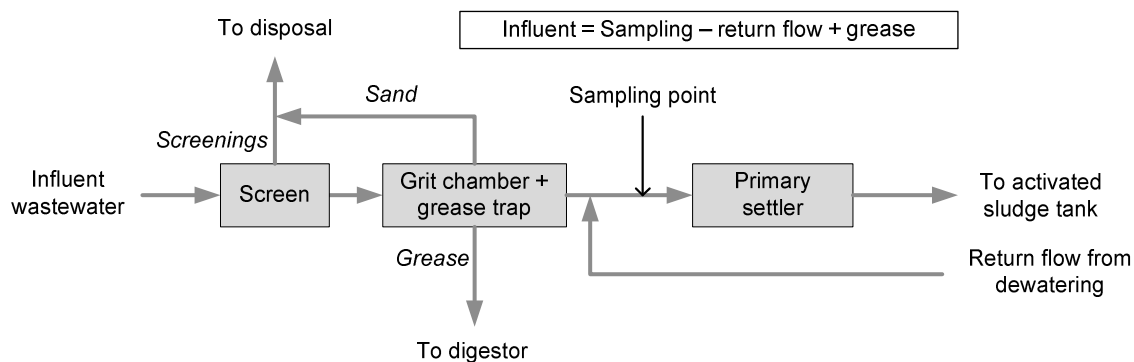 To disposal
Influent = Sampling – return flow + grease
Sand
Sampling point
Screenings
Influent
wastewater
Screen
Grit chamber +
grease trap
Primary
settler
To activated
sludge tank
Grease
Return flow from
dewatering
To digestor